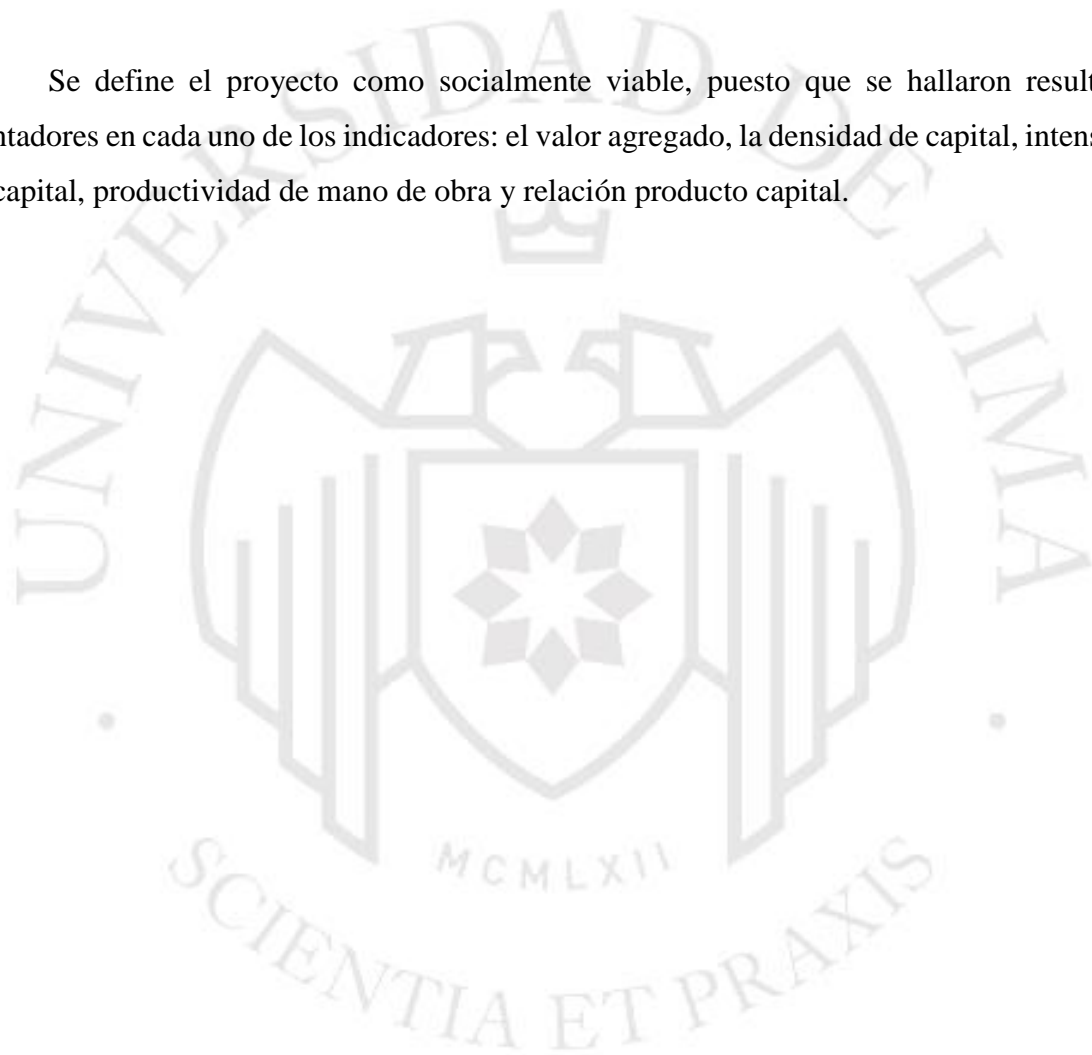 Se define el proyecto como socialmente viable, puesto que se hallaron result
ntadores en cada uno de los indicadores: el valor agregado, la densidad de capital, intens
capital, productividad de mano de obra y relación producto capital.
UNIVERSIDAD DE LIMA
MCMLXII
SCIENTIA ET PRAXIS